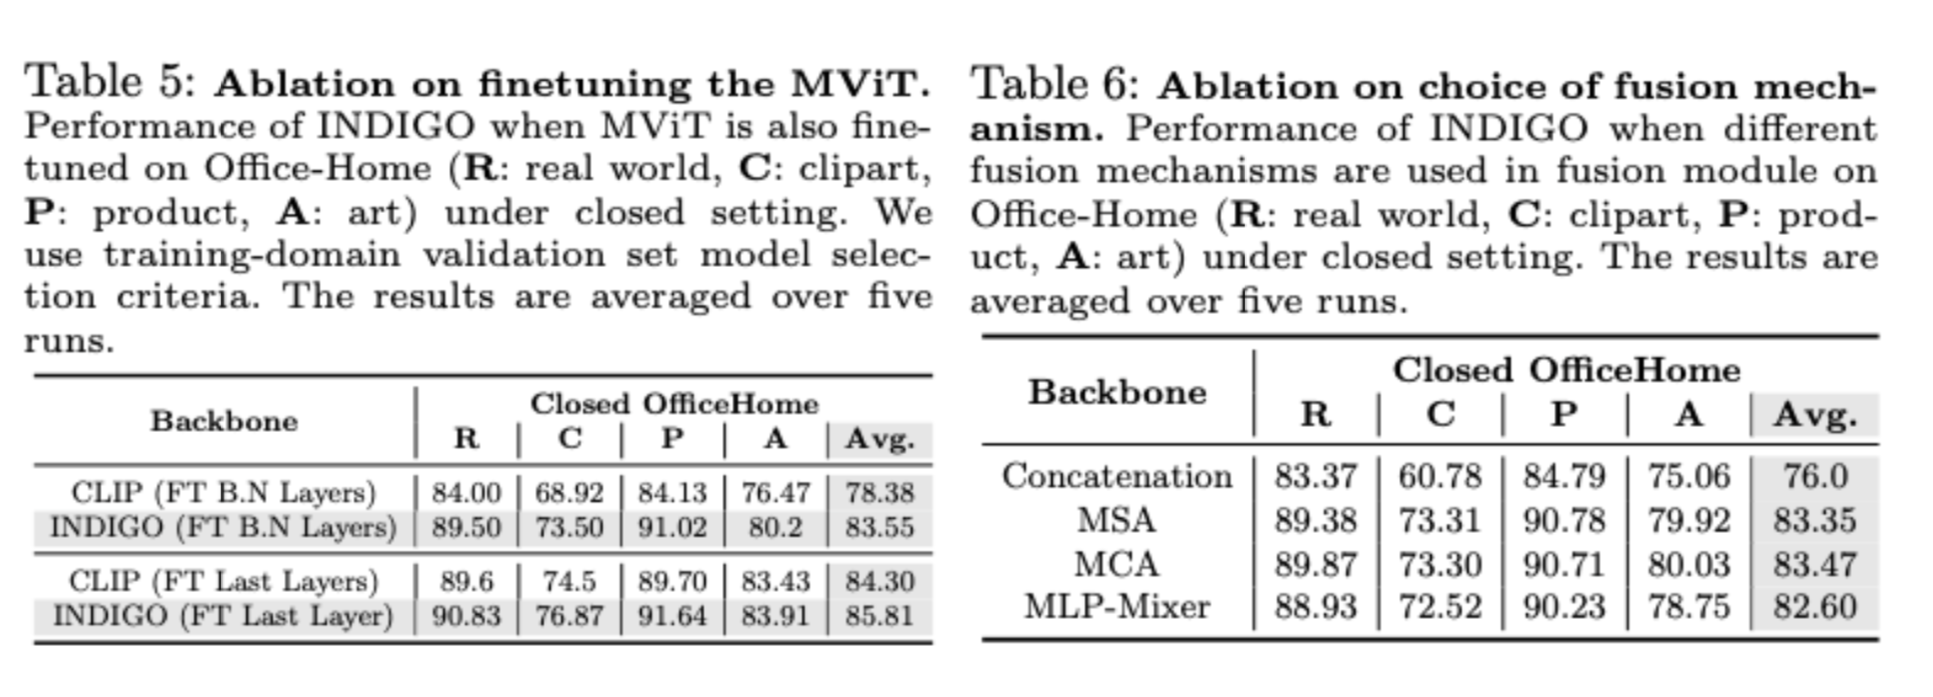 Table 5: Ablation on finetuning the MViT.
Performance of INDIGO when MViT is also fine-
tuned on Office-Home (R: real world, C: clipart,
P: product, A: art) under closed setting. We
use training-domain validation set model selec-
tion criteria. The results are averaged over five
runs.
Backbone Closed OfficeHome
R C P A Avg.
CLIP (FT B.N Layers) 84.00 68.92 84.13 76.47 78.38
INDIGO (FT B.N Layers) 89.50 73.50 91.02 80.2 83.55
CLIP (FT Last Layers) 89.6 74.5 89.70 83.43 84.30
INDIGO (FT Last Layer) 90.83 76.87 91.64 83.91 85.81
Table 6: Ablation on choice of fusion mech-
anism. Performance of INDIGO when different
fusion mechanisms are used in fusion module on
Office-Home (R: real world, C: clipart, P: prod-
uct, A: art) under closed setting. The results are
averaged over five runs.
Backbone Closed OfficeHome
R C P A Avg.
Concatenation 83.37 60.78 84.79 75.06 76.0
MSA 89.38 73.31 90.78 79.92 83.35
MCA 89.87 73.30 90.71 80.03 83.47
MLP-Mixer 88.93 72.52 90.23 78.75 82.60